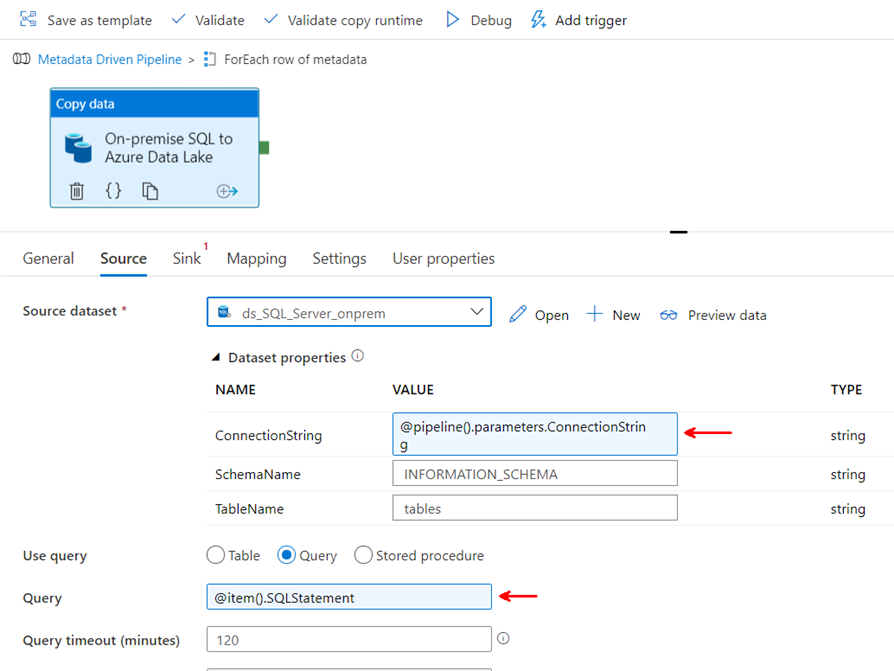 Save as template Validate Validate copy runtime Debug Add trigger
Metadata Driven Pipeline > ForEach row of metadata
Copy data
On-premise SQL to
Azure Data Lake
General Source Sink 1 Mapping Settings User properties
Source dataset * ds_SQL_Server_onprem Open New Preview data
Dataset properties
NAME VALUE TYPE
ConnectionString @pipeline().parameters.ConnectionStrin
g string
SchemaName INFORMATION_SCHEMA string
TableName tables string
Use query Table Query Stored procedure
Query @item().SQLStatement
Query timeout (minutes) 120